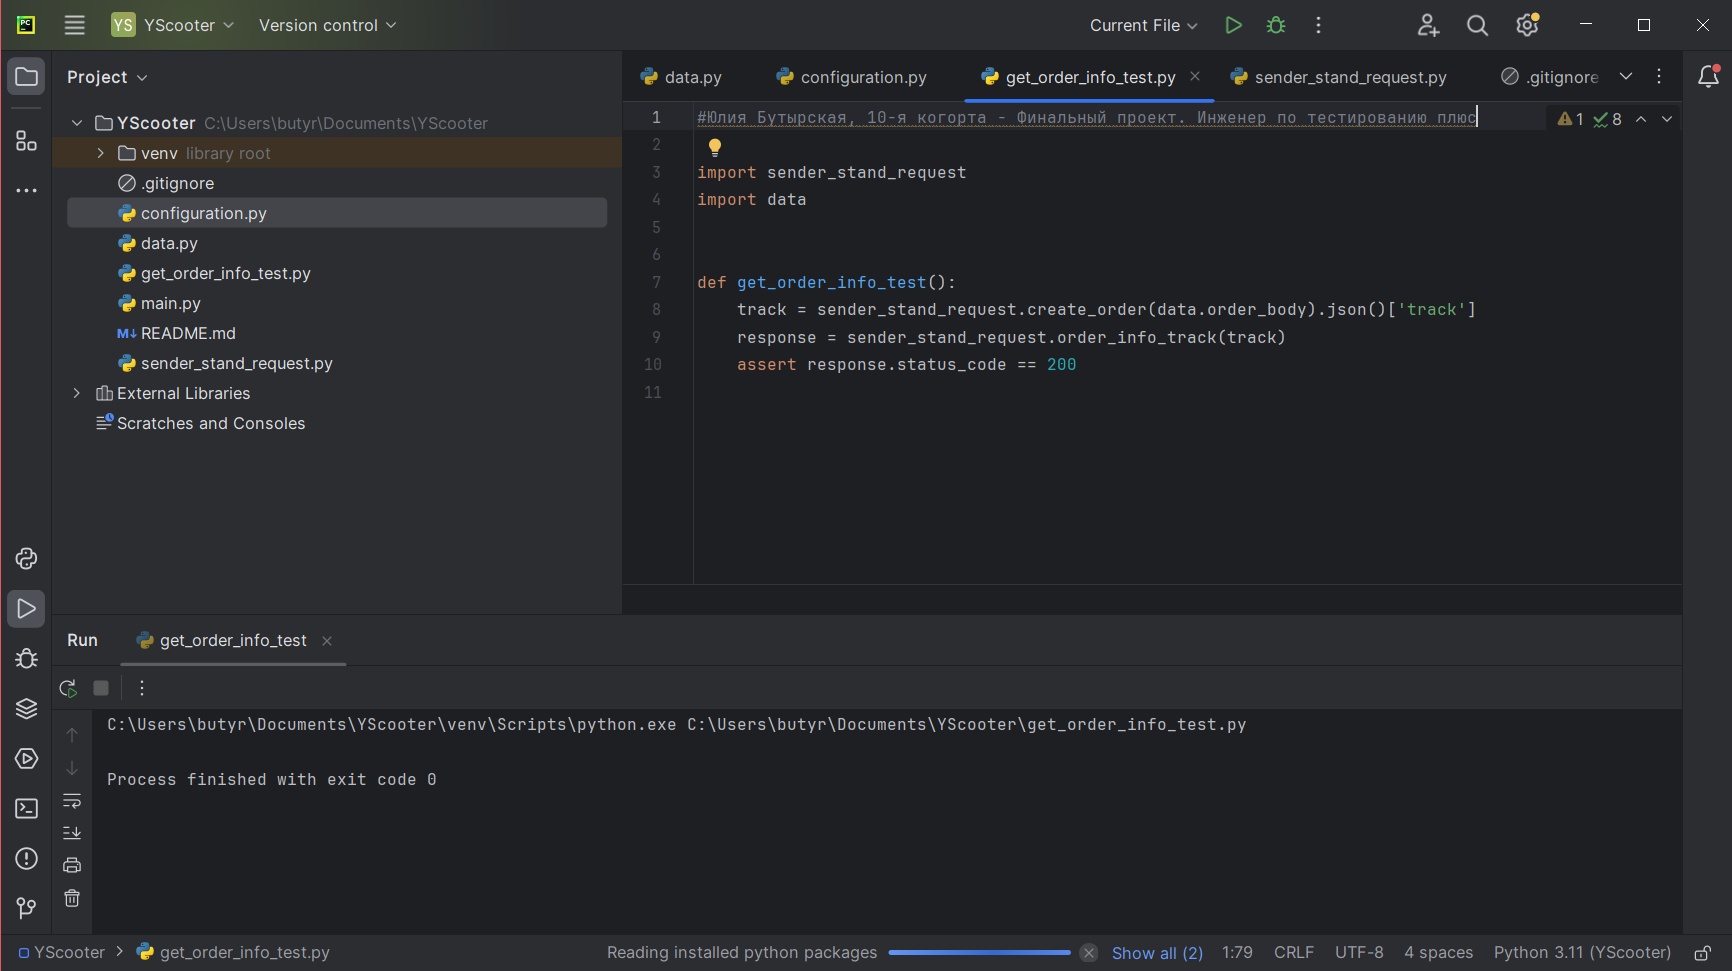 YS YScooter Version control Current File
Project
data.py configuration.py get_order_info_test.py sender_stand_request.py .gitignore
YScooter C:\Users\butyr\Documents\YScooter
venv library root
.gitignore
configuration.py
data.py
get_order_info_test.py
main.py
README.md
sender_stand_request.py
External Libraries
Scratches and Consoles
1 #Юлия Бутырская, 10-я когорта - Финальный проект. Инженер по тестированию плюс 1 8
2
3 import sender_stand_request
4 import data
5
6
7 def get_order_info_test():
8 track = sender_stand_request.create_order(data.order_body).json()['track']
9 response = sender_stand_request.order_info_track(track)
10 assert response.status_code == 200
11
Run get_order_info_test
C:\Users\butyr\Documents\YScooter\venv\Scripts\python.exe C:\Users\butyr\Documents\YScooter\get_order_info_test.py
Process finished with exit code 0
YScooter get_order_info_test.py Reading installed python packages Show all (2) 1:79 CRLF UTF-8 4 spaces Python 3.11 (YScooter)